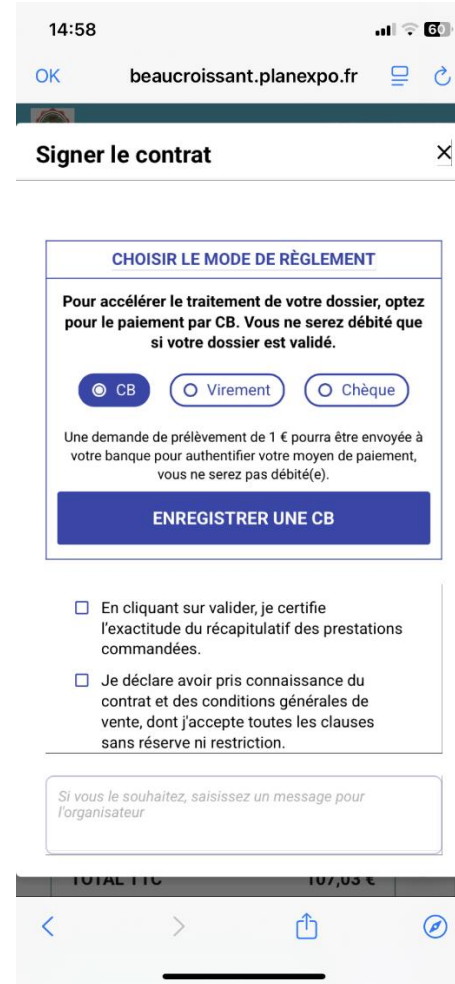 14:58
60
OK beaucroissant.planexpo.fr
Signer le contrat
CHOISIR LE MODE DE RÈGLEMENT
Pour accélérer le traitement de votre dossier, optez
pour le paiement par CB. Vous ne serez débité que
si votre dossier est validé.
CB Virement Chèque
Une demande de prélèvement de 1 € pourra être envoyée à
votre banque pour authentifier votre moyen de paiement,
vous ne serez pas débité(e).
ENREGISTRER UNE CB
En cliquant sur valider, je certifie
l'exactitude du récapitulatif des prestations
commandées.
Je déclare avoir pris connaissance du
contrat et des conditions générales de
vente, dont j'accepte toutes les clauses
sans réserve ni restriction.
Si vous le souhaitez, saisissez un message pour
l'organisateur
TOTAL TTC 107,03 €